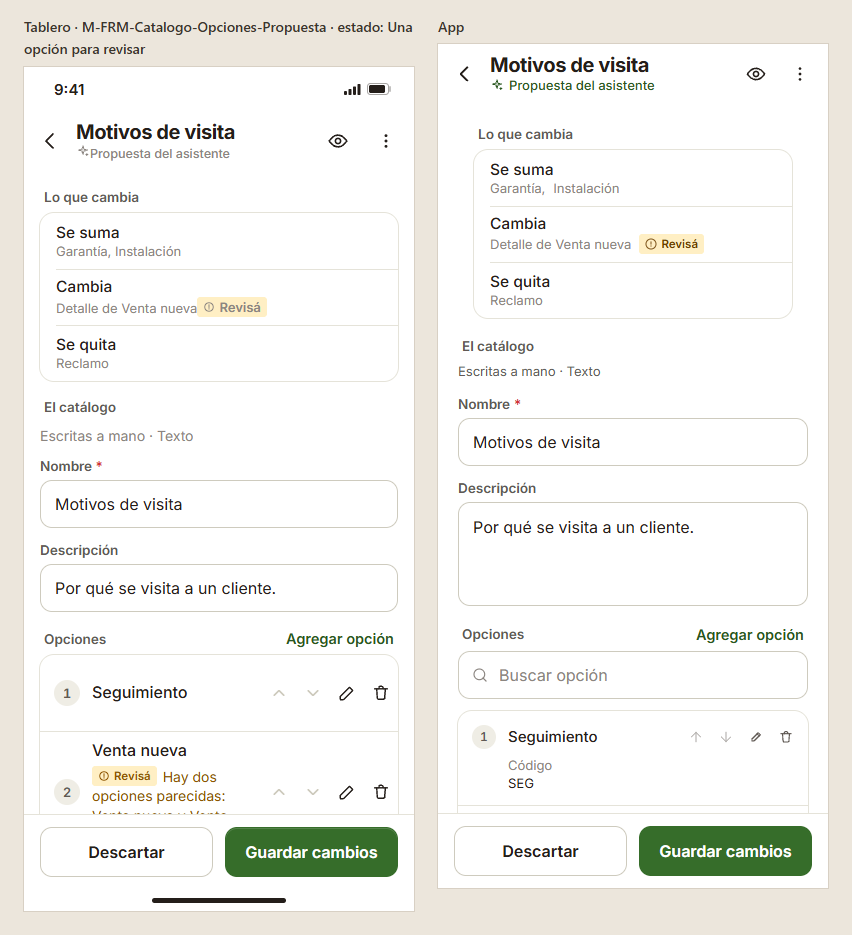 Tablero · M-FRM-Catalogo-Opciones-Propuesta · estado: Una
opción para revisar
9:41
Motivos de visita
Propuesta del asistente
Lo que cambia
Se suma
Garantía, Instalación
Cambia
Detalle de Venta nueva Revisá
Se quita
Reclamo
El catálogo
Escritas a mano · Texto
Nombre *
Motivos de visita
Descripción
Por qué se visita a un cliente.
Opciones Agregar opción
1 Seguimiento
Venta nueva
Revisá Hay dos
2 opciones parecidas:
Venta nueva y Venta
Descartar Guardar cambios
App
Motivos de visita
Propuesta del asistente
Lo que cambia
Se suma
Garantía, Instalación
Cambia
Detalle de Venta nueva Revisá
Se quita
Reclamo
El catálogo
Escritas a mano · Texto
Nombre *
Motivos de visita
Descripción
Por qué se visita a un cliente.
Opciones Agregar opción
Buscar opción
1 Seguimiento
Código
SEG
Descartar Guardar cambios